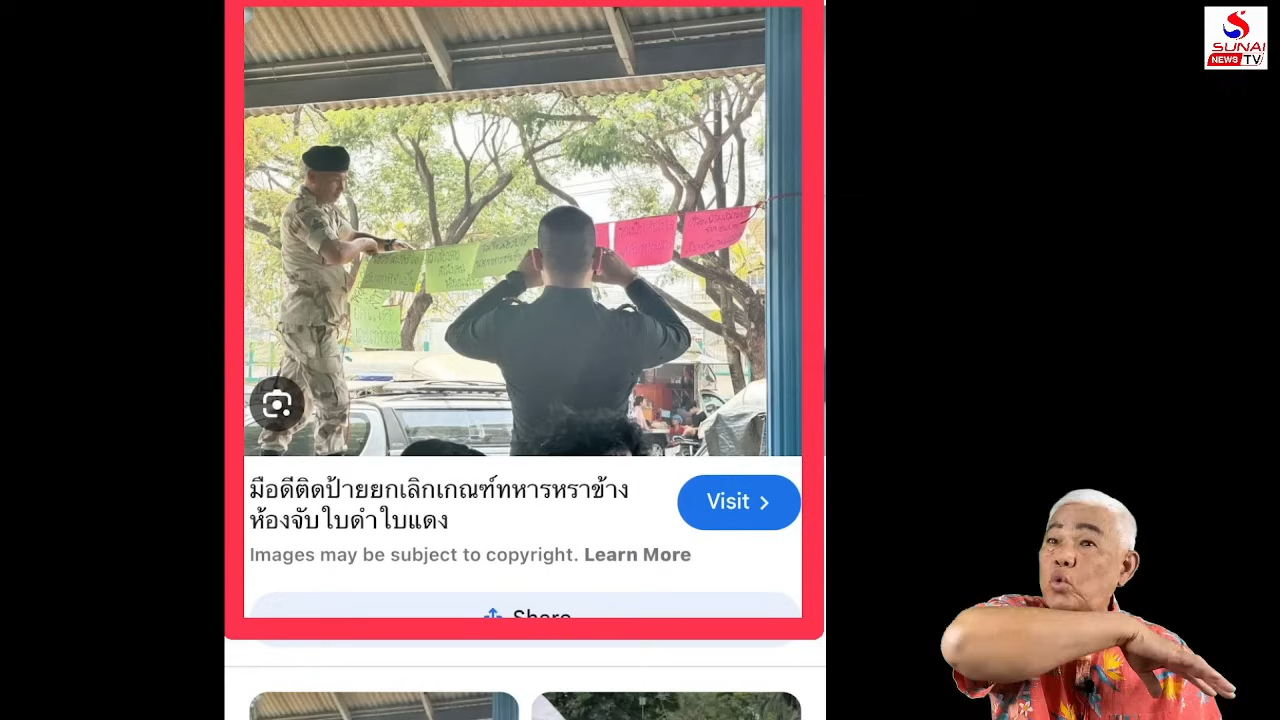 SUNAI
NEWS TV
มือดีติดป้ายยกเลิกเกณฑ์ทหารหราข้าง
ห้องจับใบดำใบแดง
Visit
Images may be subject to copyright. Learn More
Share